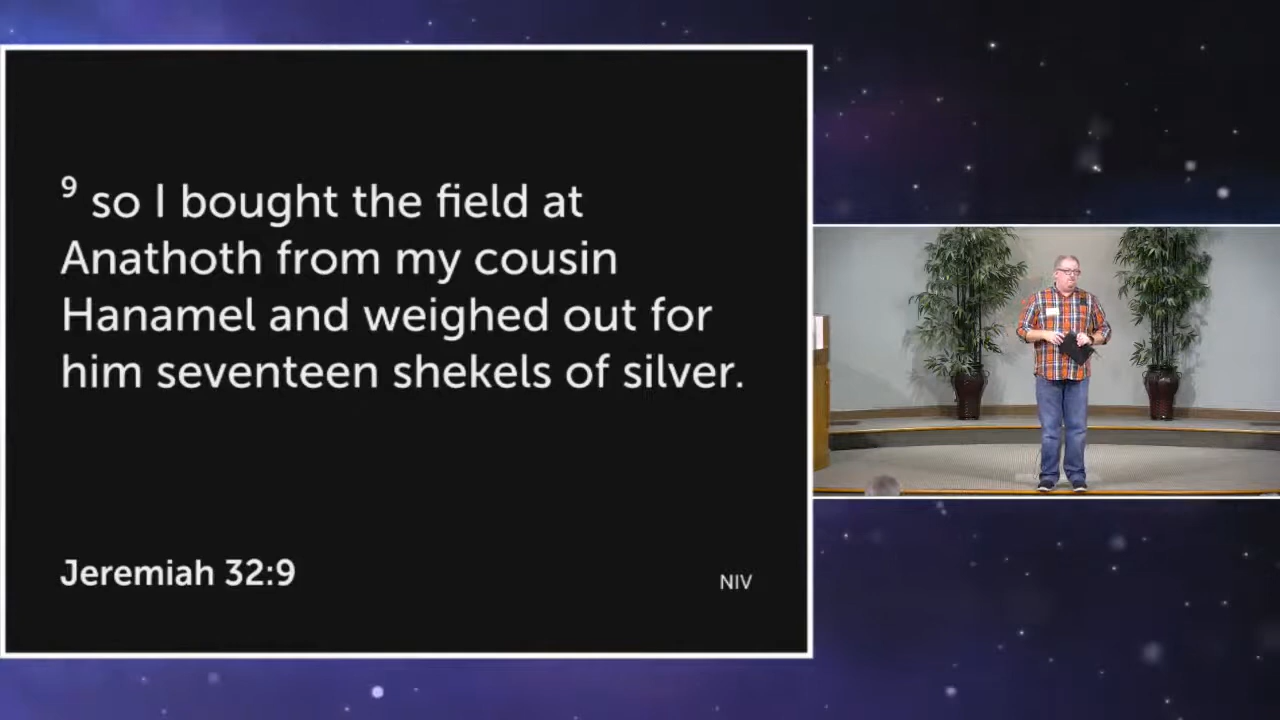 9 so I bought the field at
Anathoth from my cousin
Hanamel and weighed out for
him seventeen shekels of silver.
Jeremiah 32:9
NIV